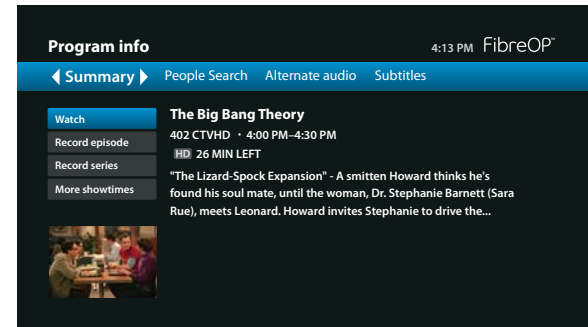 Program info
4:13 PM FibreOP™
Summary People Search Alternate audio Subtitles
Watch
Record episode
Record series
More showtimes
The Big Bang Theory
402 CTVHD • 4:00 PM–4:30 PM
HD 26 MIN LEFT
"The Lizard-Spock Expansion" - A smitten Howard thinks he's
found his soul mate, until the woman, Dr. Stephanie Barnett (Sara
Rue), meets Leonard. Howard invites Stephanie to drive the...